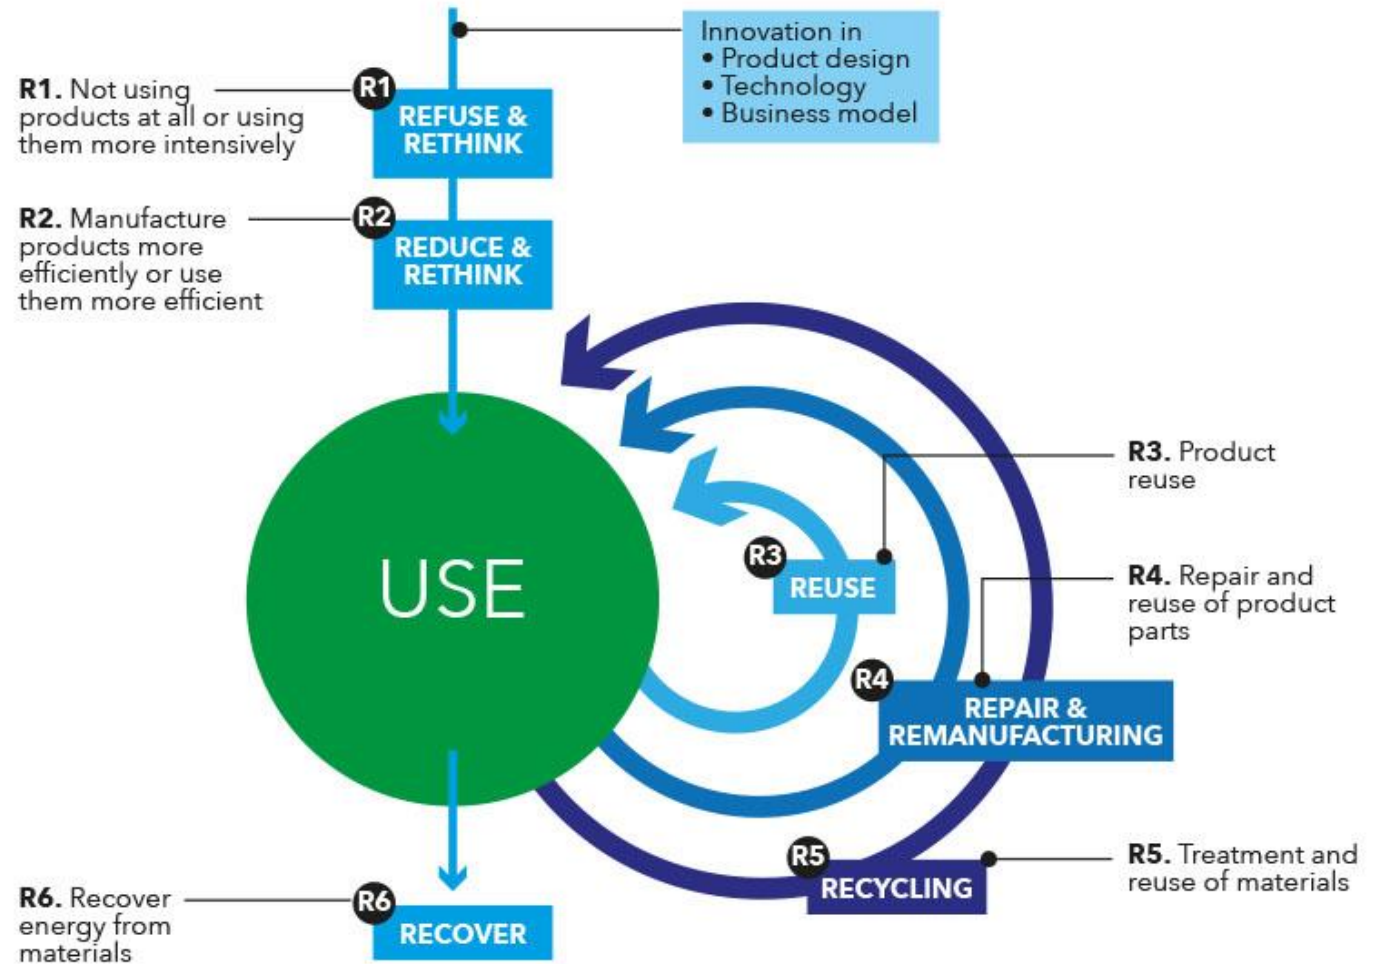 Innovation in
• Product design
• Technology
• Business model
R1. Not using
products at all or using
them more intensively
R1
REFUSE &
RETHINK
R2. Manufacture
products more
efficiently or use
them more efficient
R2
REDUCE &
RETHINK
USE
R3
REUSE
R3. Product
reuse
R4. Repair and
reuse of product
parts
R4
REPAIR &
REMANUFACTURING
R5
RECYCLING
R5. Treatment and
reuse of materials
R6. Recover
energy from
materials
R6
RECOVER